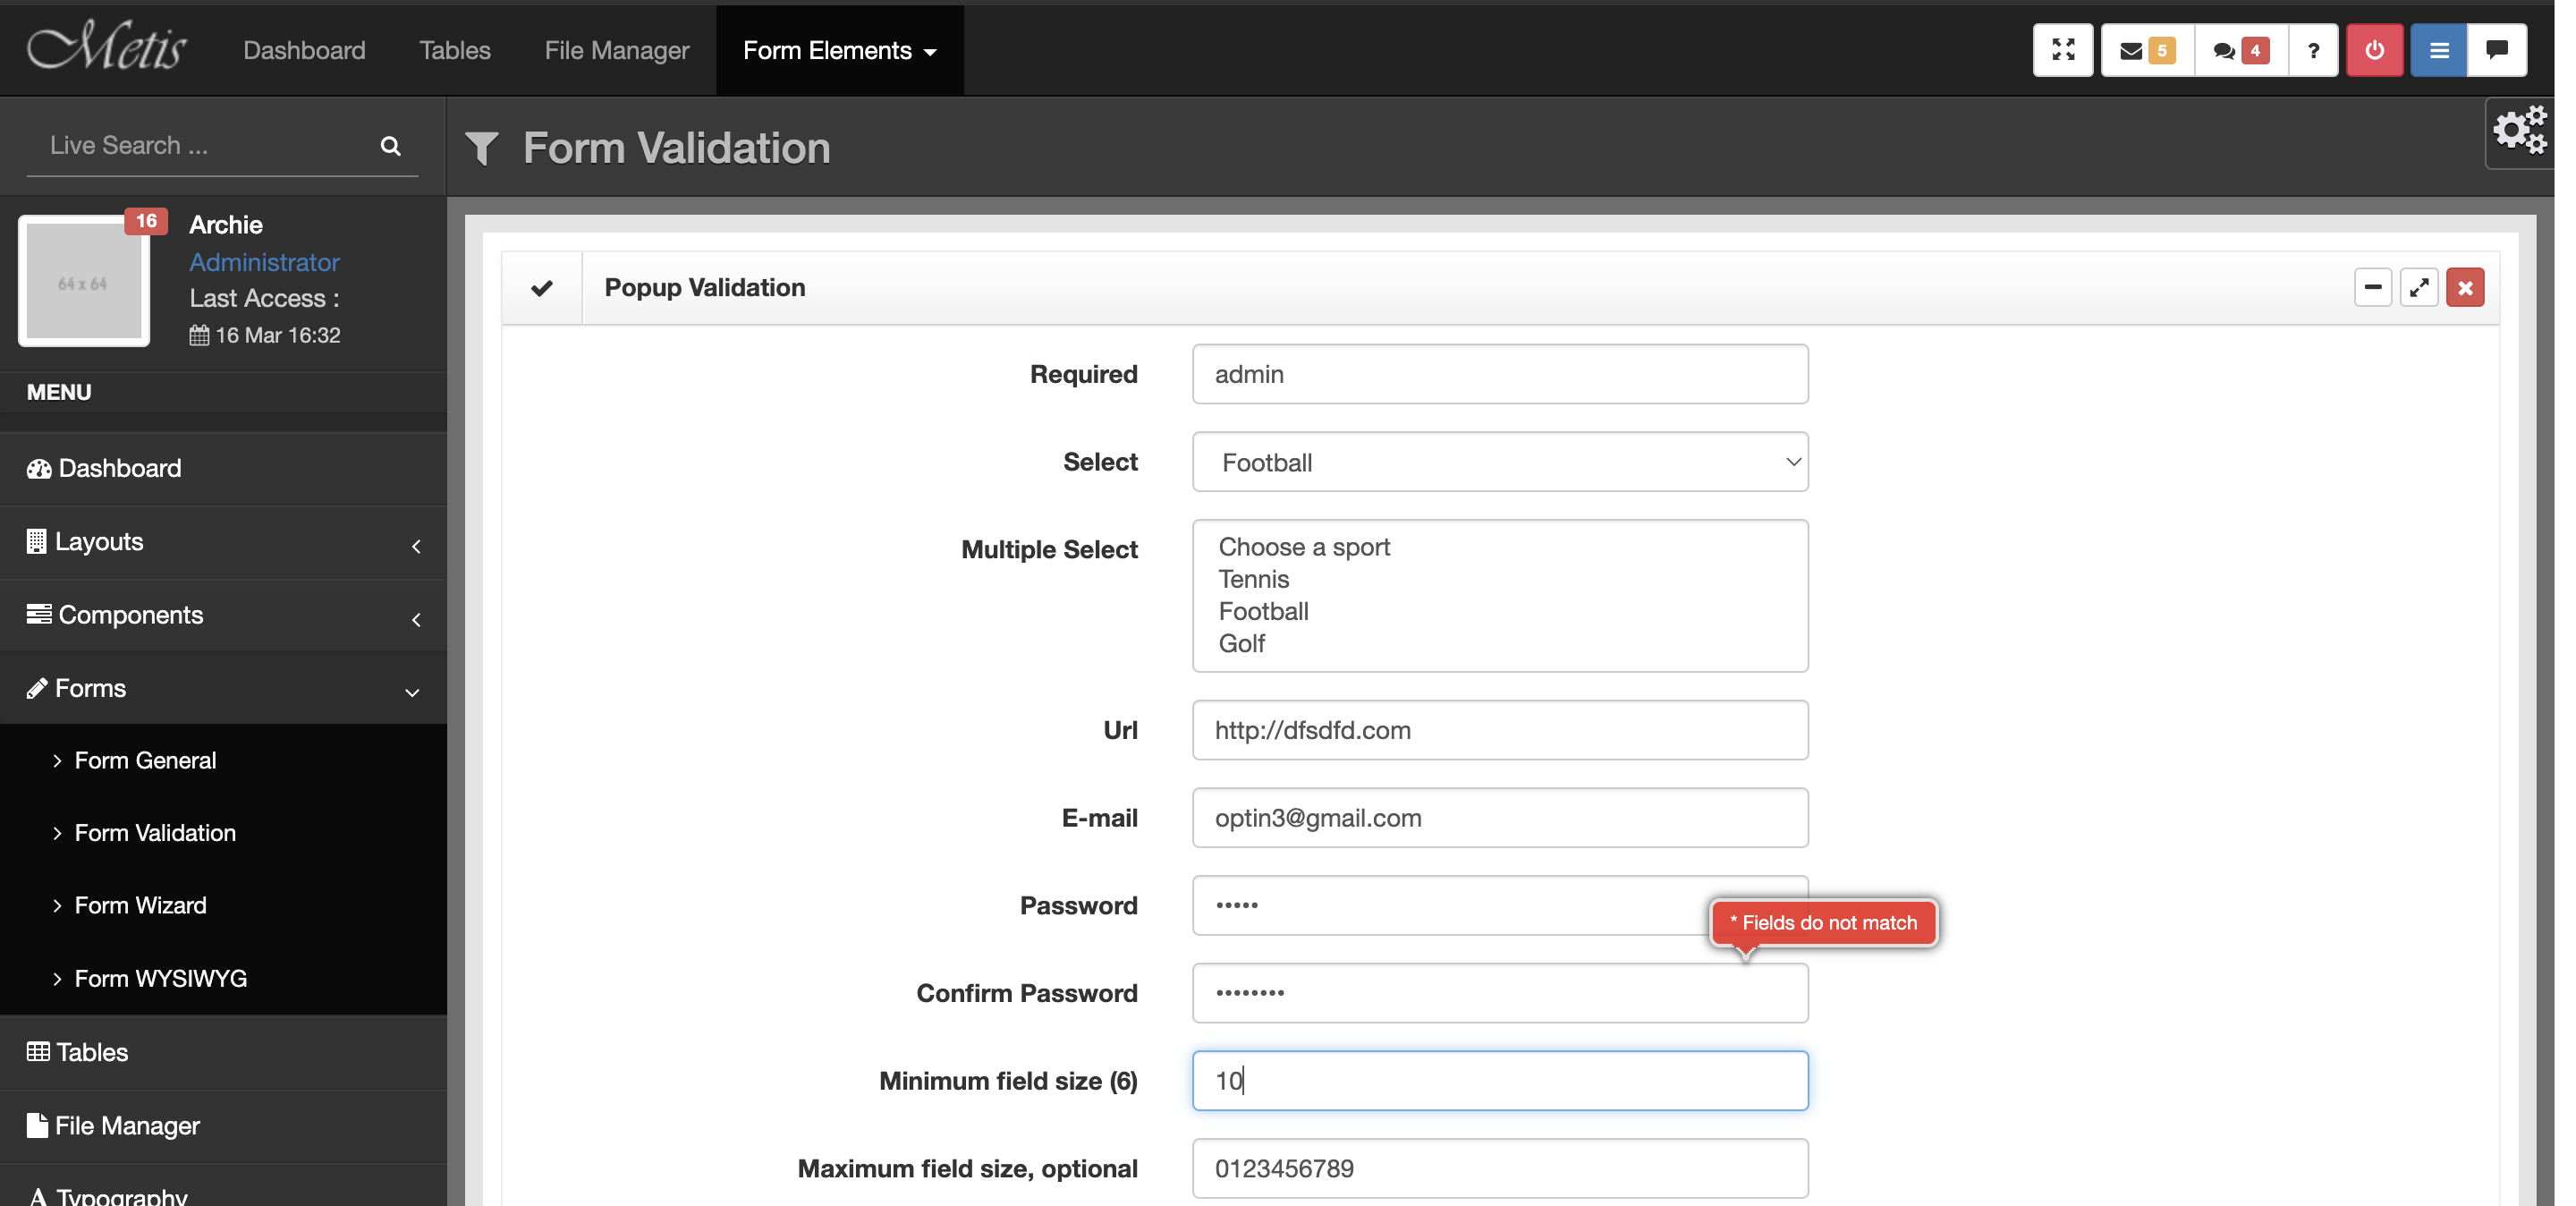 Metis
Dashboard
Tables
File Manager
Form Elements
5
4
?
Live Search ...
Form Validation
64 x 64
16
Archie
Administrator
Last Access :
16 Mar 16:32
MENU
Dashboard
Layouts
Components
Forms
Form General
Form Validation
Form Wizard
Form WYSIWYG
Tables
File Manager
Typography
Popup Validation
Required
admin
Select
Football
Multiple Select
Choose a sport
Tennis
Football
Golf
Url
http://dfsdfd.com
E-mail
optin3@gmail.com
Password
•••••
* Fields do not match
Confirm Password
••••••••
Minimum field size (6)
10
Maximum field size, optional
0123456789